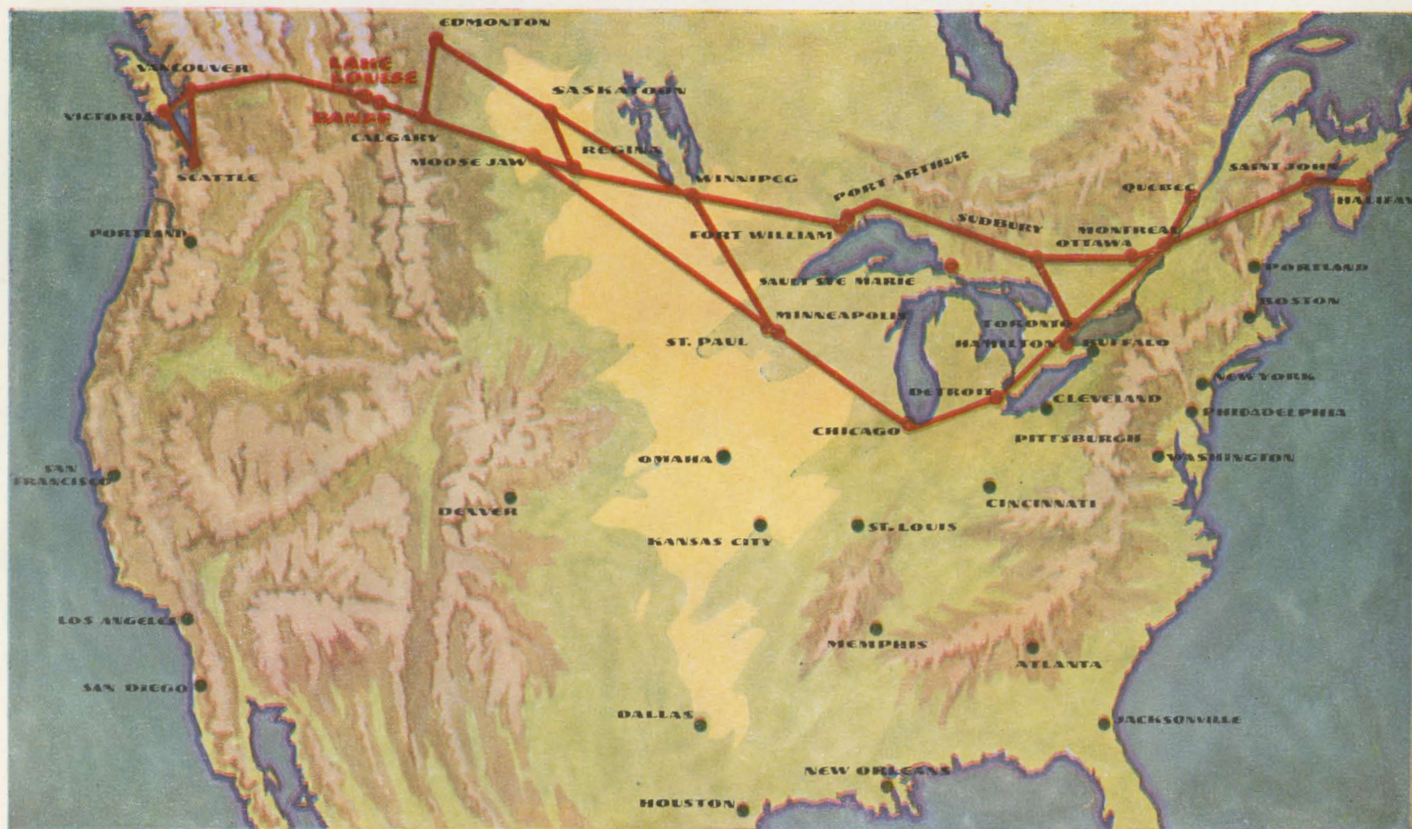 EDMONTON
LAKE
LOUISE
VANCOUVER
SASKATOON
BANFF
VICTORIA
CALGARY
REGINA
MOOSE JAW
SEATTLE
WINNIPEG
PORT ARTHUR
SAINT JOHN
QUEBEC
HALIFAX
PORTLAND
FORT WILLIAM
SUDBURY
MONTREAL
OTTAWA
PORTLAND
SAULT STE MARIE
BOSTON
MINNEAPOLIS
TORONTO
ST. PAUL
HAMILTON
BUFFALO
NEW YORK
DETROIT
CLEVELAND
PHILADELPHIA
CHICAGO
PITTSBURGH
OMAHA
WASHINGTON
SAN
FRANCISCO
DENVER
CINCINNATI
ST. LOUIS
KANSAS CITY
LOS ANGELES
MEMPHIS
ATLANTA
SAN DIEGO
DALLAS
JACKSONVILLE
NEW ORLEANS
HOUSTON